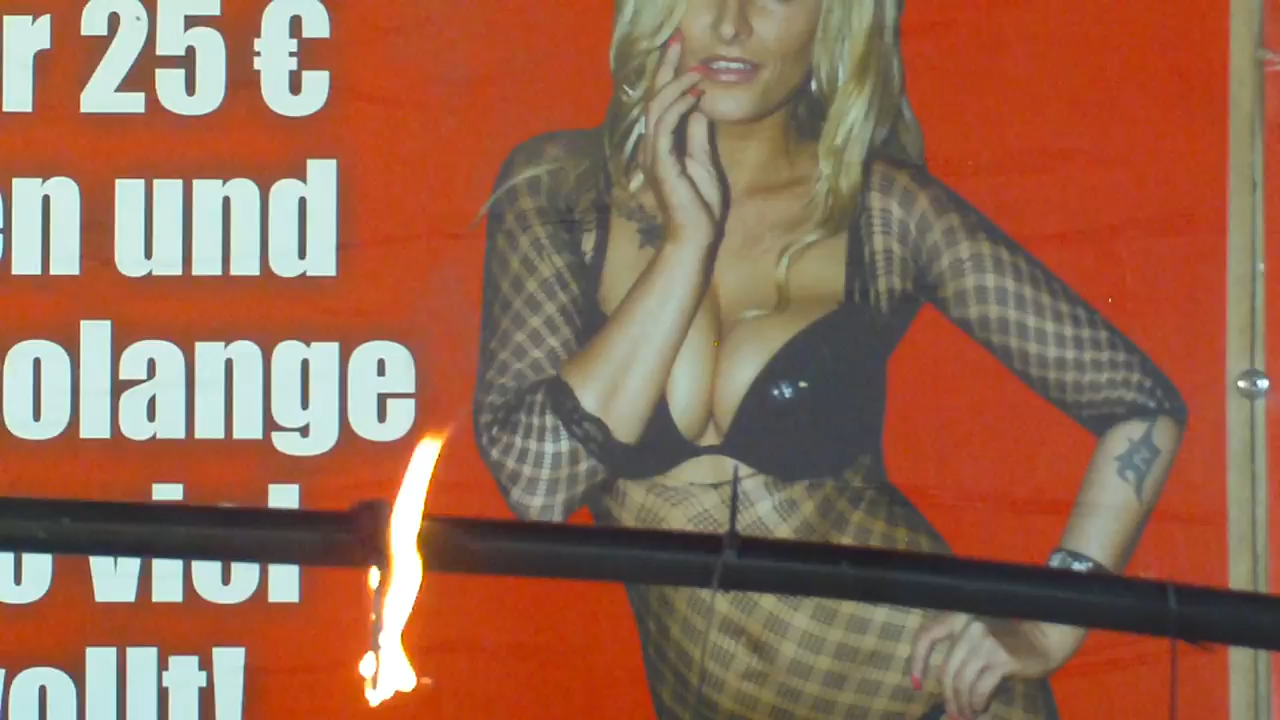 r 25 €
en und
olange
viel
ollt!